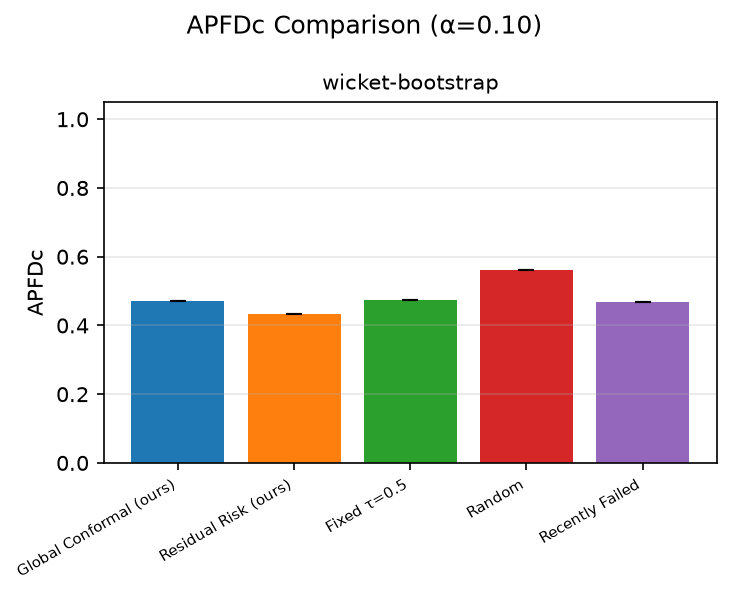 APFDc Comparison (α=0.10)
wicket-bootstrap
APFDc
1.0
0.8
0.6
0.4
0.2
0.0
Global Conformal (ours)
Residual Risk (ours)
Fixed τ=0.5
Random
Recently Failed